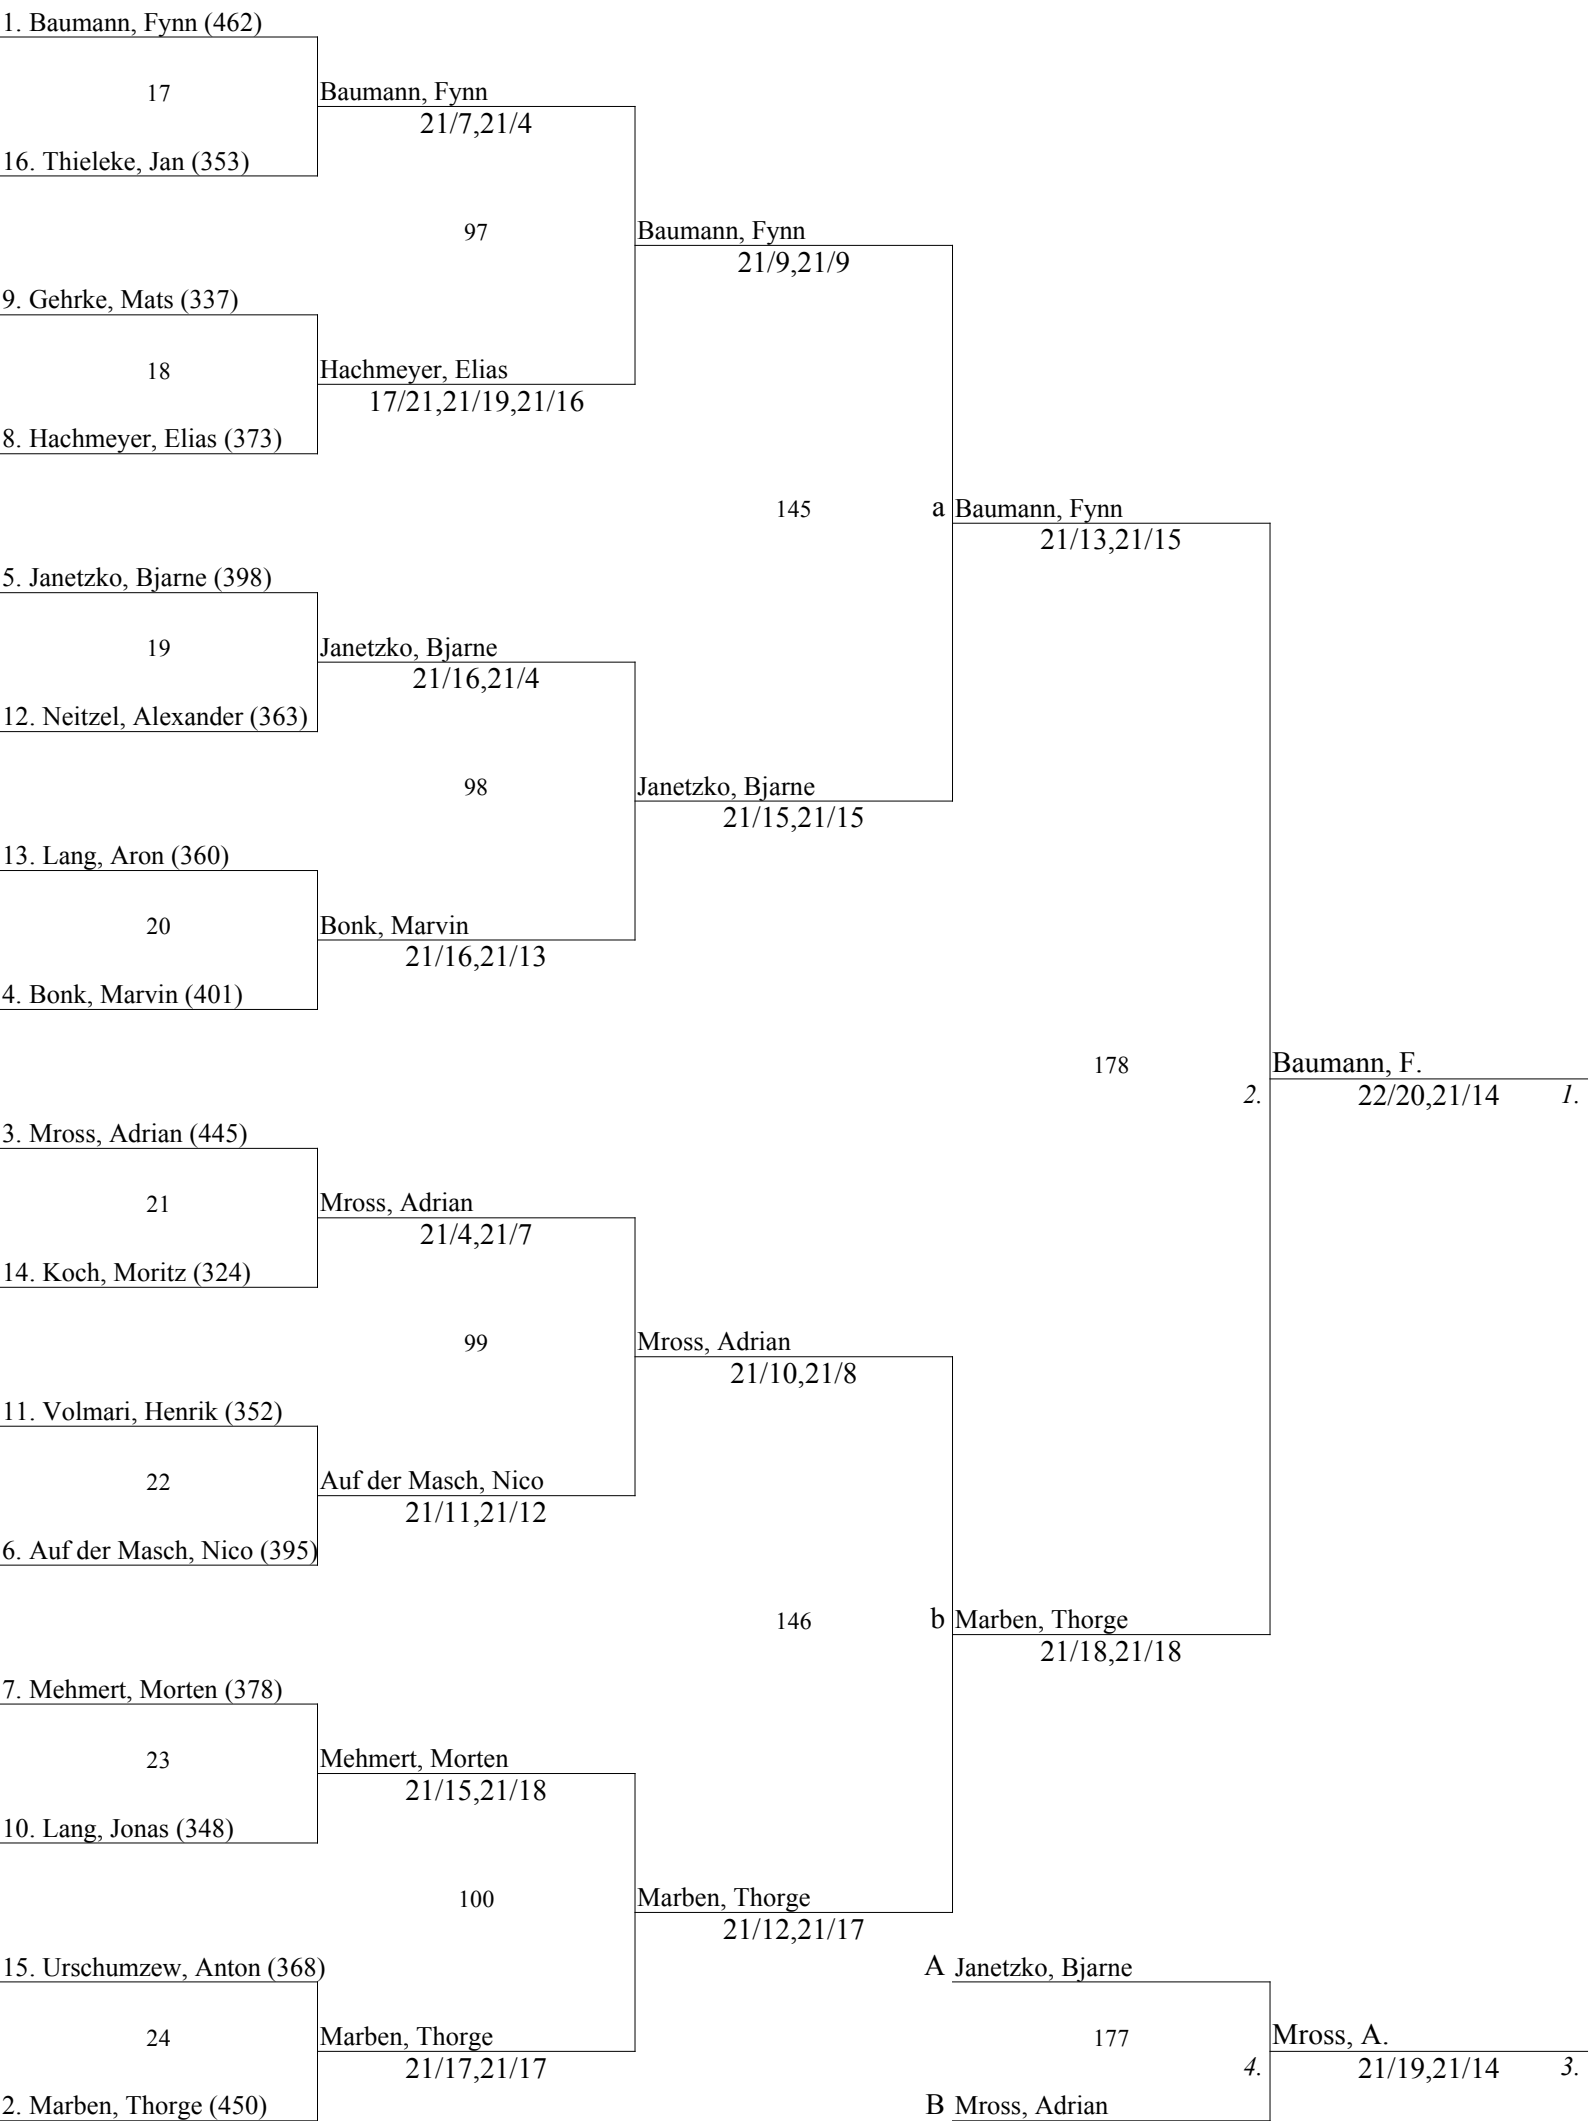 1. Baumann, Fynn (462)
17
Baumann, Fynn
21/7,21/4
16. Thieleke, Jan (353)
97
Baumann, Fynn
21/9,21/9
9. Gehrke, Mats (337)
18
Hachmeyer, Elias
17/21,21/19,21/16
8. Hachmeyer, Elias (373)
145
a Baumann, Fynn
21/13,21/15
5. Janetzko, Bjarne (398)
19
Janetzko, Bjarne
21/16,21/4
12. Neitzel, Alexander (363)
98
Janetzko, Bjarne
21/15,21/15
13. Lang, Aron (360)
20
Bonk, Marvin
21/16,21/13
4. Bonk, Marvin (401)
178
Baumann, F.
2.
22/20,21/14
1.
3. Mross, Adrian (445)
21
Mross, Adrian
21/4,21/7
14. Koch, Moritz (324)
99
Mross, Adrian
21/10,21/8
11. Volmari, Henrik (352)
22
Auf der Masch, Nico
21/11,21/12
6. Auf der Masch, Nico (395)
146
b Marben, Thorge
21/18,21/18
7. Mehmert, Morten (378)
23
Mehmert, Morten
21/15,21/18
10. Lang, Jonas (348)
100
Marben, Thorge
21/12,21/17
15. Urschumzew, Anton (368)
A Janetzko, Bjarne
24
Marben, Thorge
21/17,21/17
177
Mross, A.
4.
21/19,21/14
3.
2. Marben, Thorge (450)
B Mross, Adrian